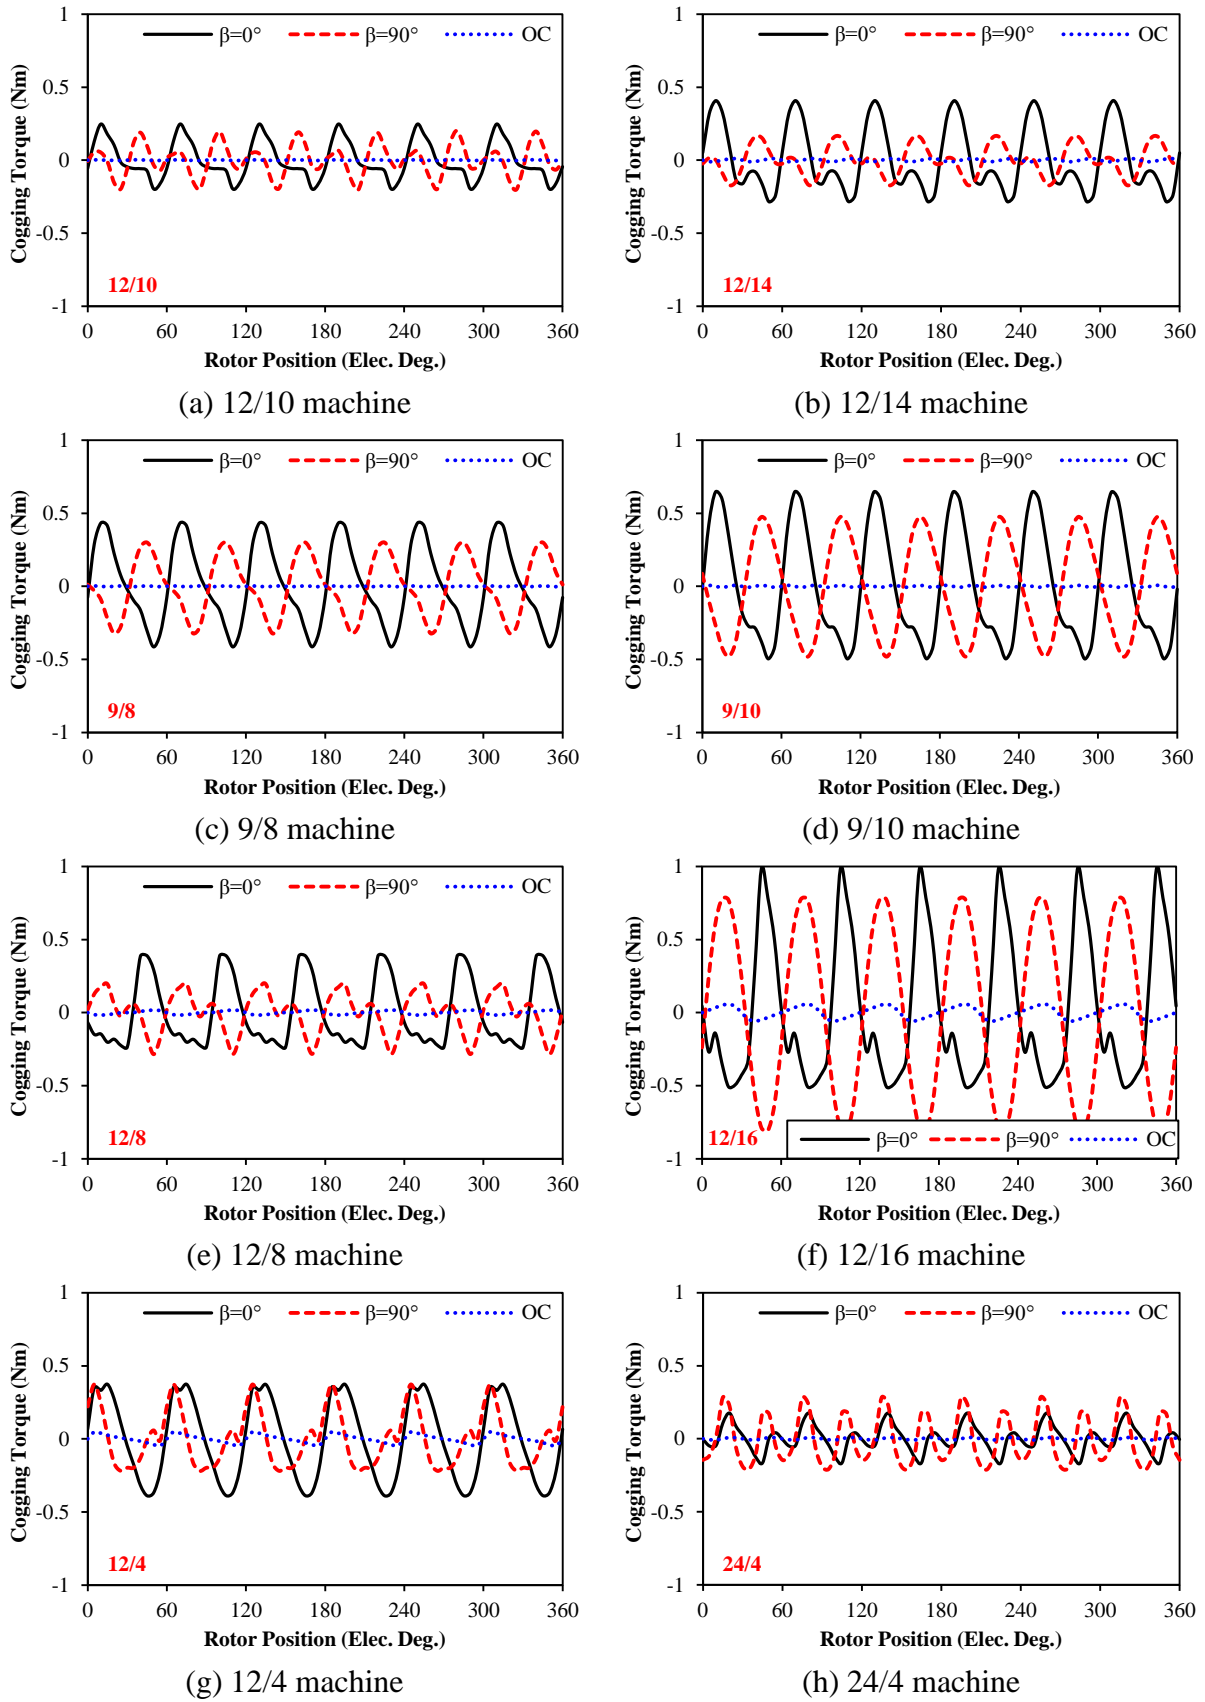 1
β=0° β=90° OC
0.5
0
-0.5
-1
Cogging Torque (Nm)
12/10
0 60 120 180 240 300 360
Rotor Position (Elec. Deg.)
(a) 12/10 machine
1
β=0° β=90° OC
0.5
0
-0.5
-1
Cogging Torque (Nm)
12/14
0 60 120 180 240 300 360
Rotor Position (Elec. Deg.)
(b) 12/14 machine
1
β=0° β=90° OC
0.5
0
-0.5
-1
Cogging Torque (Nm)
9/8
0 60 120 180 240 300 360
Rotor Position (Elec. Deg.)
(c) 9/8 machine
1
β=0° β=90° OC
0.5
0
-0.5
-1
Cogging Torque (Nm)
9/10
0 60 120 180 240 300 360
Rotor Position (Elec. Deg.)
(d) 9/10 machine
1
β=0° β=90° OC
0.5
0
-0.5
-1
Cogging Torque (Nm)
12/8
0 60 120 180 240 300 360
Rotor Position (Elec. Deg.)
(e) 12/8 machine
1
0.5
0
-0.5
-1
Cogging Torque (Nm)
12/16
β=0° β=90° OC
0 60 120 180 240 300 360
Rotor Position (Elec. Deg.)
(f) 12/16 machine
1
β=0° β=90° OC
0.5
0
-0.5
-1
Cogging Torque (Nm)
12/4
0 60 120 180 240 300 360
Rotor Position (Elec. Deg.)
(g) 12/4 machine
1
β=0° β=90° OC
0.5
0
-0.5
-1
Cogging Torque (Nm)
24/4
0 60 120 180 240 300 360
Rotor Position (Elec. Deg.)
(h) 24/4 machine